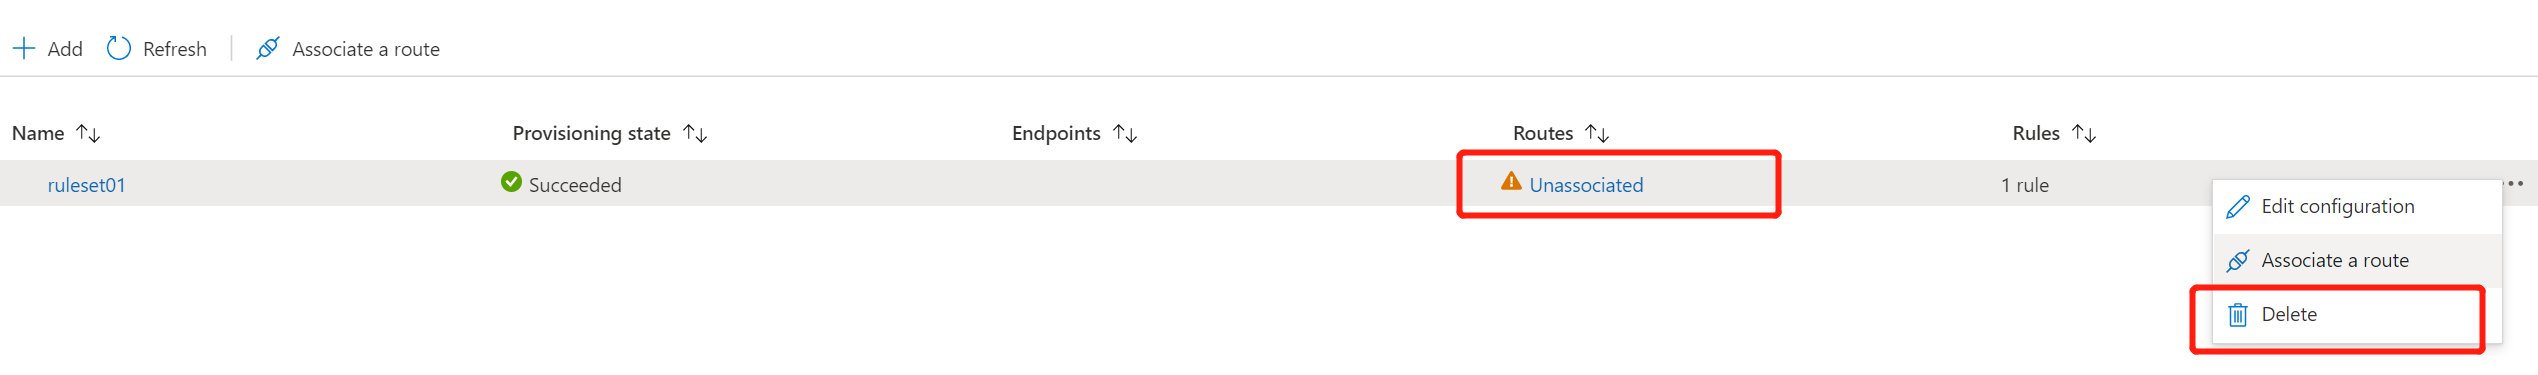 Add Refresh Associate a route
Name Provisioning state Endpoints Routes Rules
ruleset01 Succeeded Unassociated 1 rule
Edit configuration
Associate a route
Delete